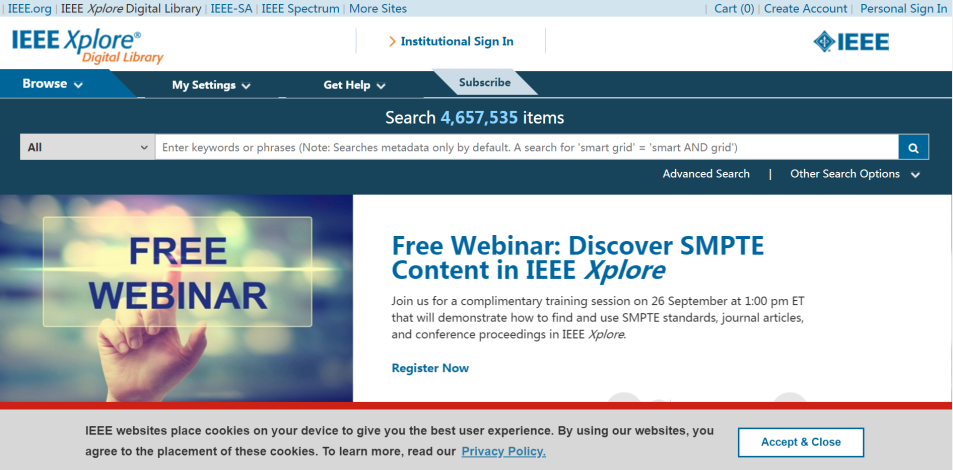 | IEEE.org | IEEE Xplore Digital Library | IEEE-SA | IEEE Spectrum | More Sites | Cart (0) | Create Account | Personal Sign In
IEEE Xplore®
Digital Library
> Institutional Sign In
IEEE
Browse My Settings Get Help Subscribe
Search 4,657,535 items
All Enter keywords or phrases (Note: Searches metadata only by default. A search for 'smart grid' = 'smart AND grid')
Advanced Search | Other Search Options
FREE
WEBINAR
Free Webinar: Discover SMPTE
Content in IEEE Xplore
Join us for a complimentary training session on 26 September at 1:00 pm ET
that will demonstrate how to find and use SMPTE standards, journal articles,
and conference proceedings in IEEE Xplore.
Register Now
IEEE websites place cookies on your device to give you the best user experience. By using our websites, you
agree to the placement of these cookies. To learn more, read our Privacy Policy.
Accept & Close